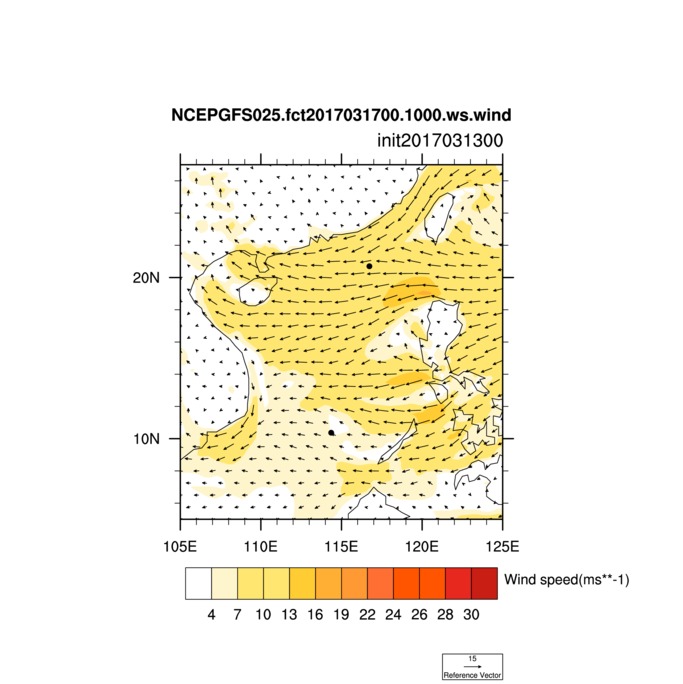 NCEPGFS025.fct2017031700.1000.ws.wind
init2017031300
20N
10N
105E 110E 115E 120E 125E
Wind speed(ms**-1)
4 7 10 13 16 19 22 24 26 28 30
15
Reference Vector